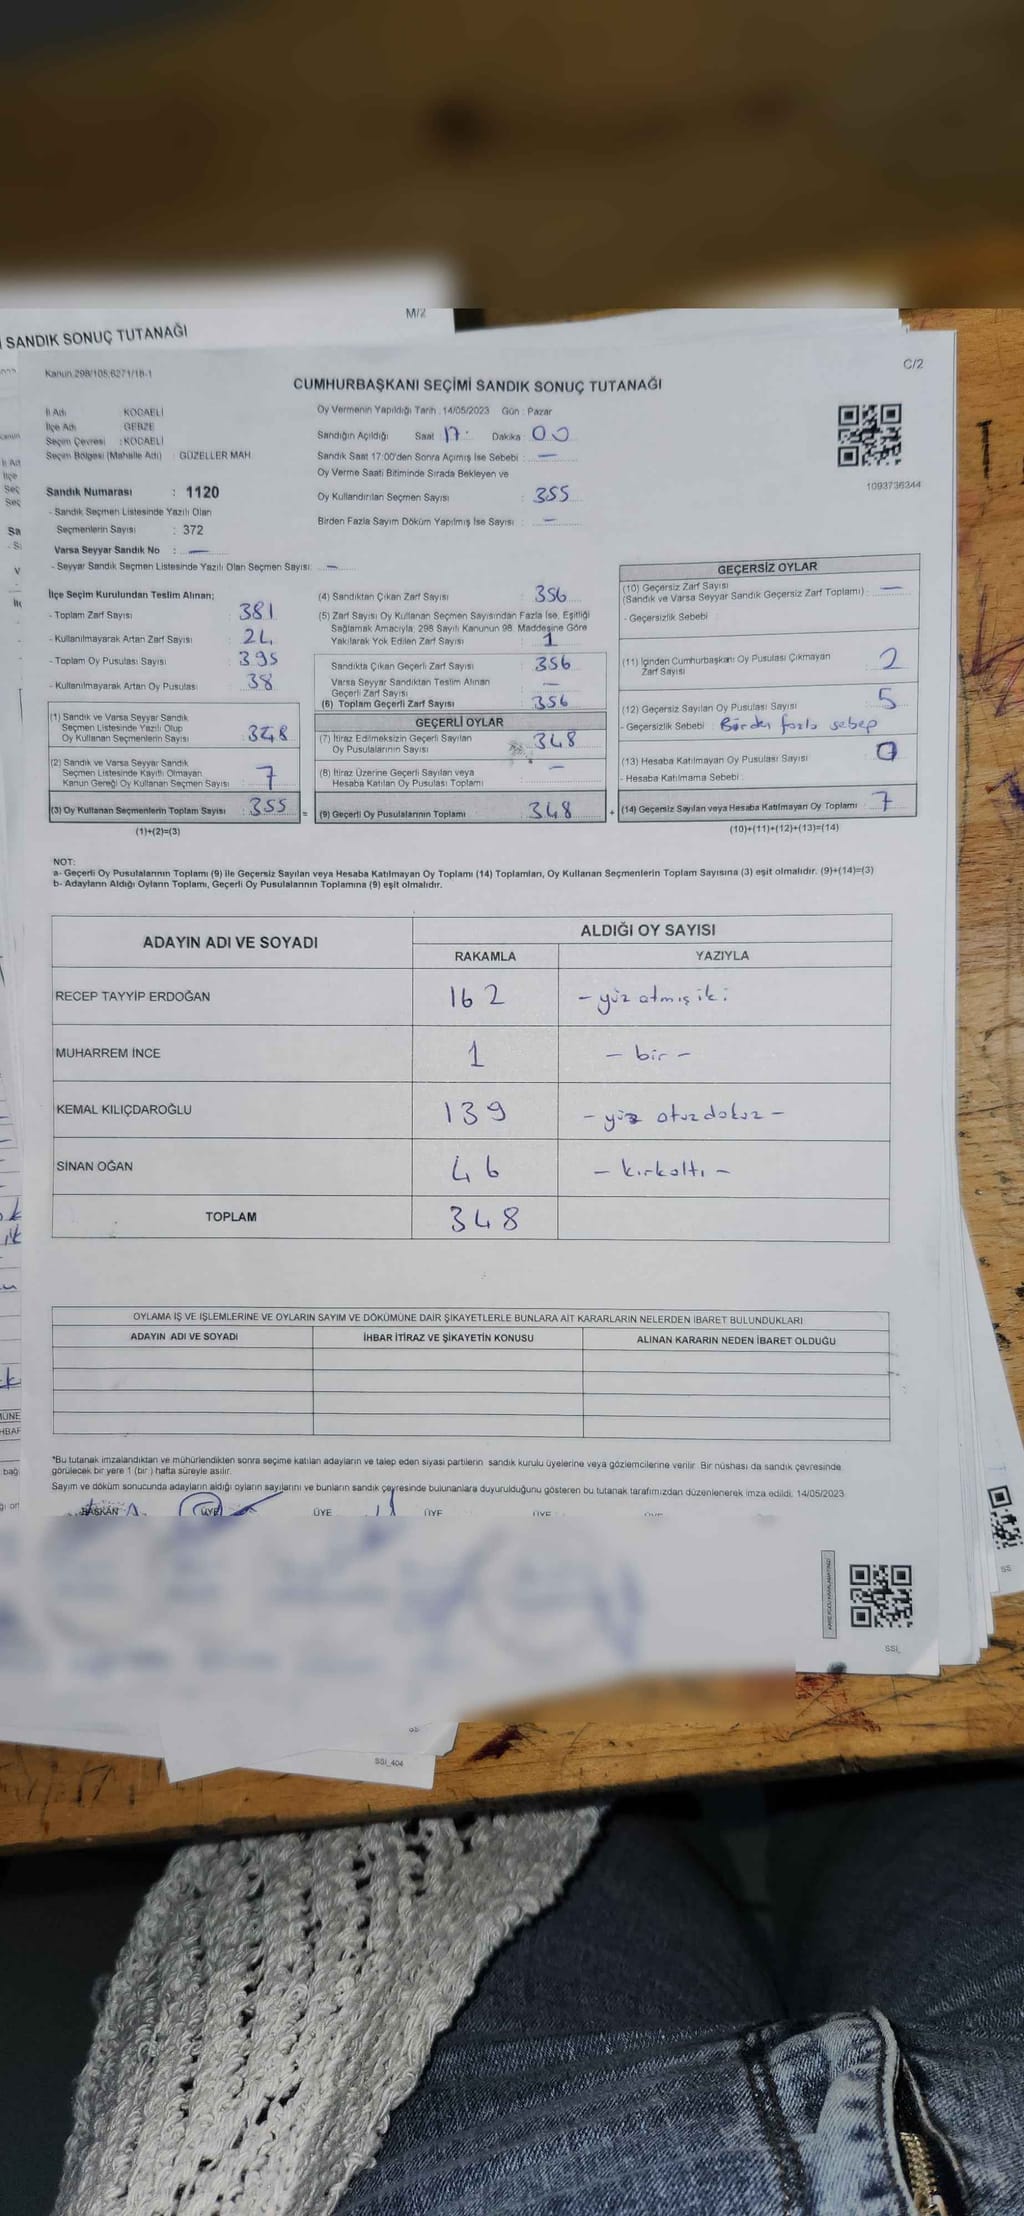 M/2
SANDIK SONUÇ TUTANAĞI
C/2
Kanun 298/105,6271/18-1
CUMHURBAŞKANI SEÇİMİ SANDIK SONUÇ TUTANAĞI
İl Adı KOCAELİ
İlçe Adı GEBZE
Seçim Çevresi : KOCAELİ
Seçim Bölgesi (Mahalle Adı) : GÜZELLER MAH.
Sandık Numarası : 1120
- Sandık Seçmen Listesinde Yazılı Olan
Seçmenlerin Sayısı : 372
Varsa Seyyar Sandık No : —
- Seyyar Sandık Seçmen Listesinde Yazılı Olan Seçmen Sayısı: —
Oy Vermenin Yapıldığı Tarih : 14/05/2023 Gün : Pazar
Sandığın Açıldığı Saat 17: Dakika : 00
Sandık Saat 17:00'den Sonra Açılmış İse Sebebi : —
Oy Verme Saati Bitiminde Sırada Bekleyen ve
Oy Kullandırılan Seçmen Sayısı : 355
Birden Fazla Sayım Döküm Yapılmış İse Sayısı : —
1093736344
İlçe Seçim Kurulundan Teslim Alınan;
- Toplam Zarf Sayısı 381
- Kullanılmayarak Artan Zarf Sayısı 24
- Toplam Oy Pusulası Sayısı 395
- Kullanılmayarak Artan Oy Pusulası 38
(1) Sandık ve Varsa Seyyar Sandık
Seçmen Listesinde Yazılı Olup
Oy Kullanan Seçmenlerin Sayısı 348
(2) Sandık ve Varsa Seyyar Sandık
Seçmen Listesinde Kayıtlı Olmayan
Kanun Gereği Oy Kullanan Seçmen Sayısı 7
(3) Oy Kullanan Seçmenlerin Toplam Sayısı 355
(1)+(2)=(3)
(4) Sandıktan Çıkan Zarf Sayısı : 356
(5) Zarf Sayısı Oy Kullanan Seçmen Sayısından Fazla İse, Eşitliği
Sağlamak Amacıyla; 298 Sayılı Kanunun 98. Maddesine Göre
Yakılarak Yok Edilen Zarf Sayısı : 1
Sandıkta Çıkan Geçerli Zarf Sayısı 356
Varsa Seyyar Sandıktan Teslim Alınan
Geçerli Zarf Sayısı —
(6) Toplam Geçerli Zarf Sayısı 356
GEÇERLİ OYLAR
(7) İtiraz Edilmeksizin Geçerli Sayılan
Oy Pusulalarının Sayısı 348
(8) İtiraz Üzerine Geçerli Sayılan veya
Hesaba Katılan Oy Pusulası Toplamı —
= (9) Geçerli Oy Pusulalarının Toplamı 348 +
GEÇERSİZ OYLAR
(10) Geçersiz Zarf Sayısı
(Sandık ve Varsa Seyyar Sandık Geçersiz Zarf Toplamı) : —
- Geçersizlik Sebebi
(11) İçinden Cumhurbaşkanı Oy Pusulası Çıkmayan
Zarf Sayısı 2
(12) Geçersiz Sayılan Oy Pusulası Sayısı 5
- Geçersizlik Sebebi : Birden fazla sebep
(13) Hesaba Katılmayan Oy Pusulası Sayısı 0
- Hesaba Katılmama Sebebi :
(14) Geçersiz Sayılan veya Hesaba Katılmayan Oy Toplamı 7
(10)+(11)+(12)+(13)=(14)
NOT:
a- Geçerli Oy Pusulalarının Toplamı (9) ile Geçersiz Sayılan veya Hesaba Katılmayan Oy Toplamı (14) Toplamları, Oy Kullanan Seçmenlerin Toplam Sayısına (3) eşit olmalıdır. (9)+(14)=(3)
b- Adayların Aldığı Oyların Toplamı, Geçerli Oy Pusulalarının Toplamına (9) eşit olmalıdır.
ADAYIN ADI VE SOYADI ALDIĞI OY SAYISI
RAKAMLA YAZIYLA
RECEP TAYYİP ERDOĞAN 162 - yüz atmış iki
MUHARREM İNCE 1 - bir -
KEMAL KILIÇDAROĞLU 139 - yüz otuzdokuz -
SİNAN OĞAN 46 - kırkaltı -
TOPLAM 348
OYLAMA İŞ VE İŞLEMLERİNE VE OYLARIN SAYIM VE DÖKÜMÜNE DAİR ŞİKAYETLERLE BUNLARA AİT KARARLARIN NELERDEN İBARET BULUNDUKLARI
ADAYIN ADI VE SOYADI İHBAR İTİRAZ VE ŞİKAYETİN KONUSU ALINAN KARARIN NEDEN İBARET OLDUĞU
*Bu tutanak imzalandıktan ve mühürlendikten sonra seçime katılan adayların ve talep eden siyasi partilerin sandık kurulu üyelerine veya gözlemcilerine verilir. Bir nüshası da sandık çevresinde
görülecek bir yere 1 (bir ) hafta süreyle asılır.
Sayım ve döküm sonucunda adayların aldığı oyların sayılarını ve bunların sandık çevresinde bulunanlara duyurulduğunu gösteren bu tutanak tarafımızdan düzenlenerek imza edildi. 14/05/2023
BAŞKAN ÜYE ÜYE ÜYE ÜYE
SSİ_
SSİ_404